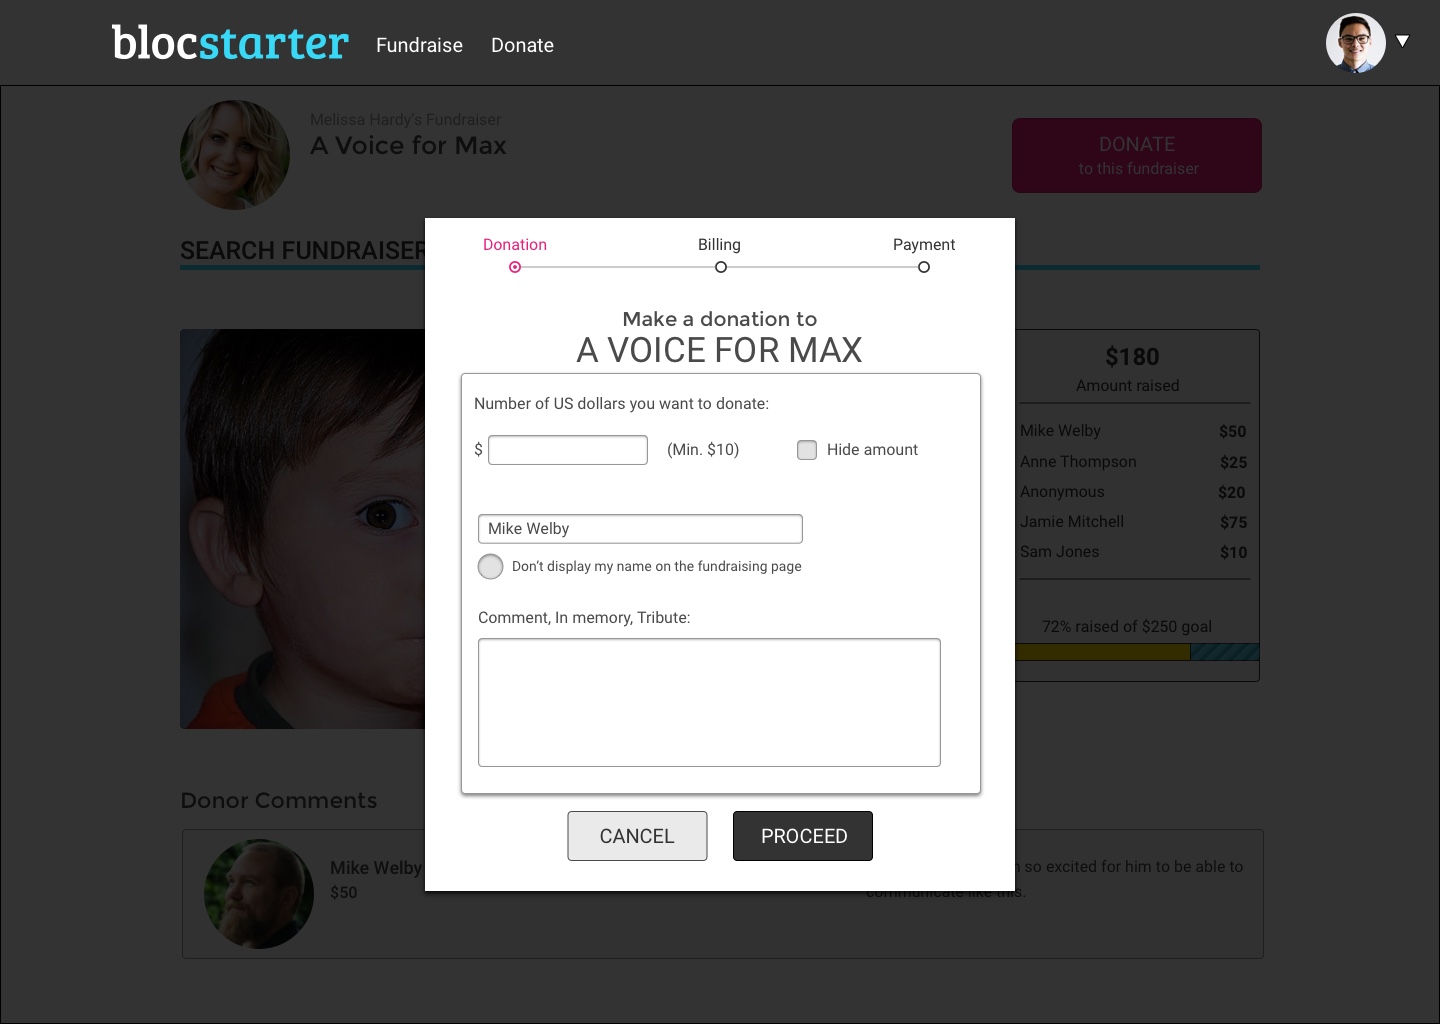 blocstarter Fundraise Donate
Melissa Hardy's Fundraiser
A Voice for Max
DONATE
to this fundraiser
SEARCH FUNDRAISER
Donation Billing Payment
Make a donation to
A VOICE FOR MAX
Number of US dollars you want to donate:
$ (Min. $10) Hide amount
Mike Welby
Don't display my name on the fundraising page
Comment, In memory, Tribute:
CANCEL PROCEED
$180
Amount raised
Mike Welby $50
Anne Thompson $25
Anonymous $20
Jamie Mitchell $75
Sam Jones $10
72% raised of $250 goal
Donor Comments
Mike Welby
$50
so excited for him to be able to
communicate like this.